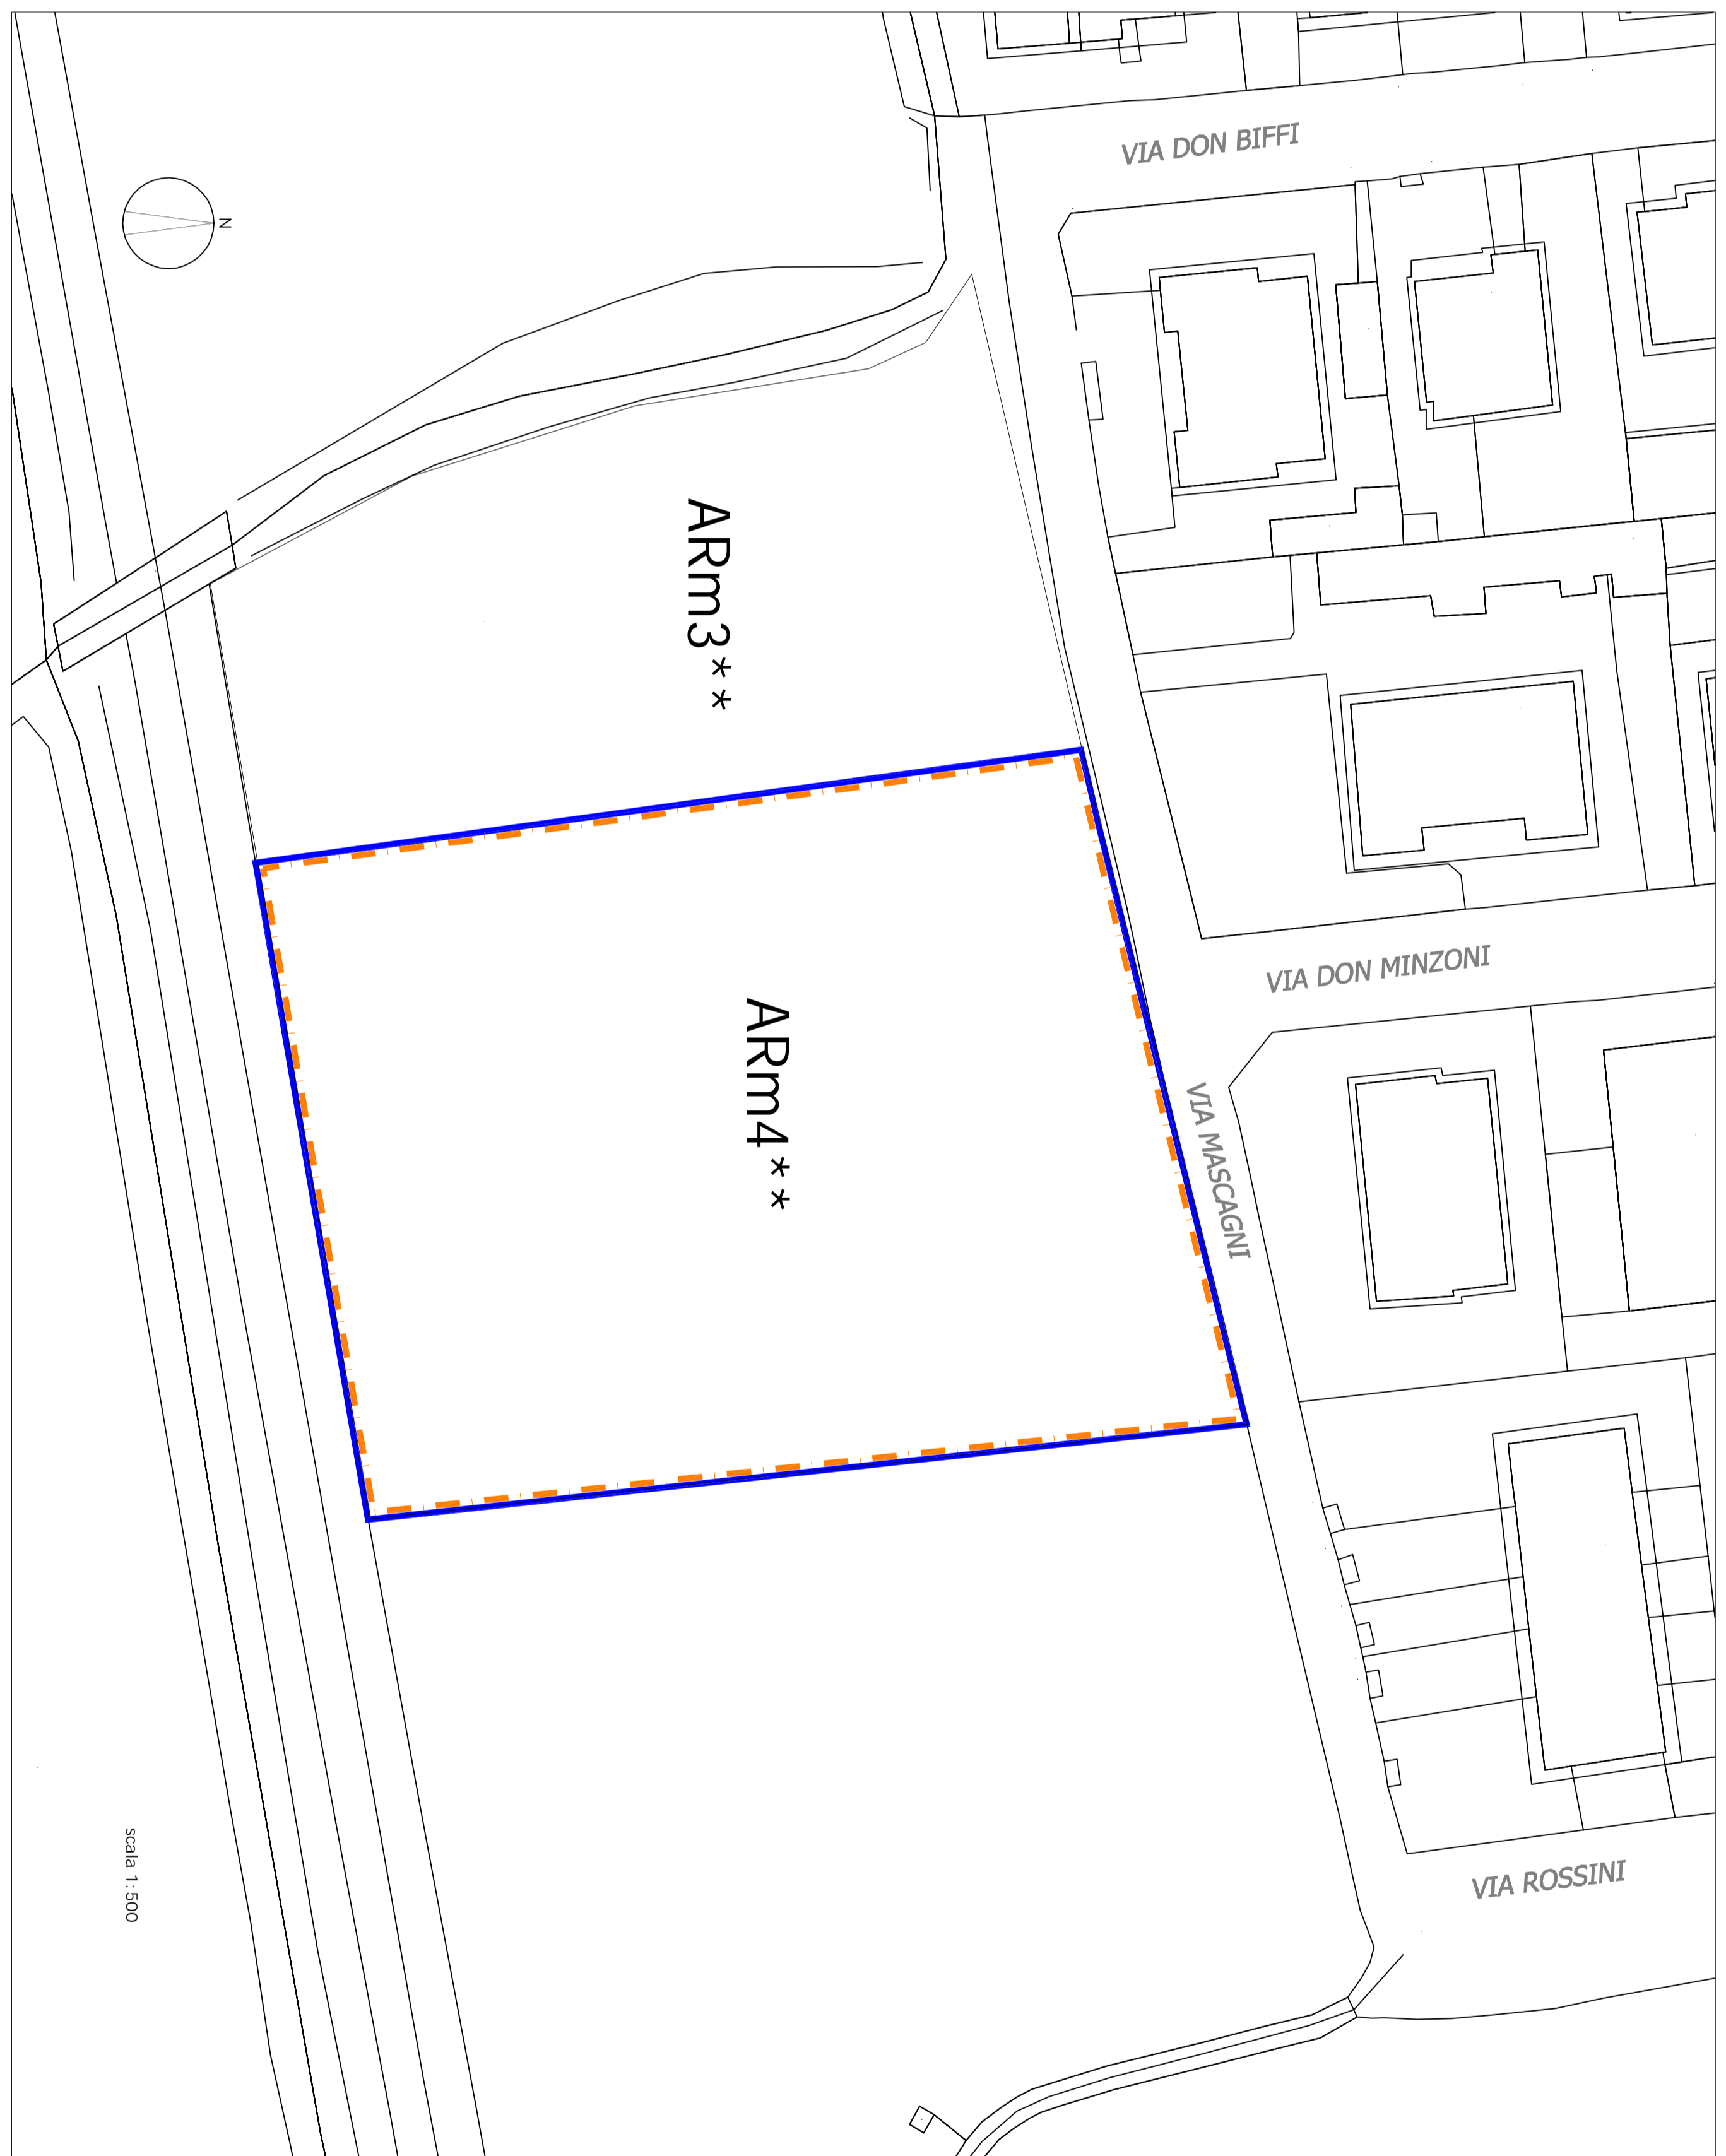 VIA DON BIFFI
N
ARm3**
VIA DON MINZONI
ARm4**
VIA MASCAGNI
scala 1:500
VIA ROSSINI